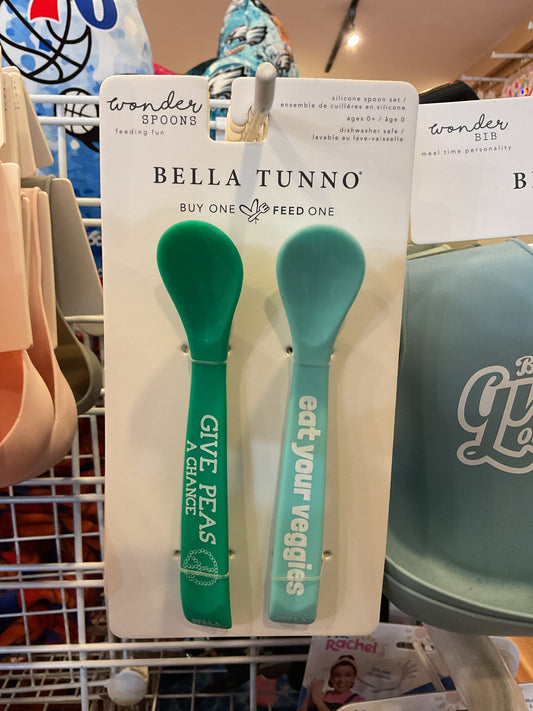 wonder
SPOONS
feeding fun
silicone spoon set /
ensemble de cuillères en silicone
ages 0+ / âge 0
dishwasher safe /
lavable au lave-vaisselle
BELLA TUNNO®
BUY ONE FEED ONE
GIVE PEAS
A CHANCE
BELLA
eat your veggies
wonder
BIB
meal time personality
B
Rachel